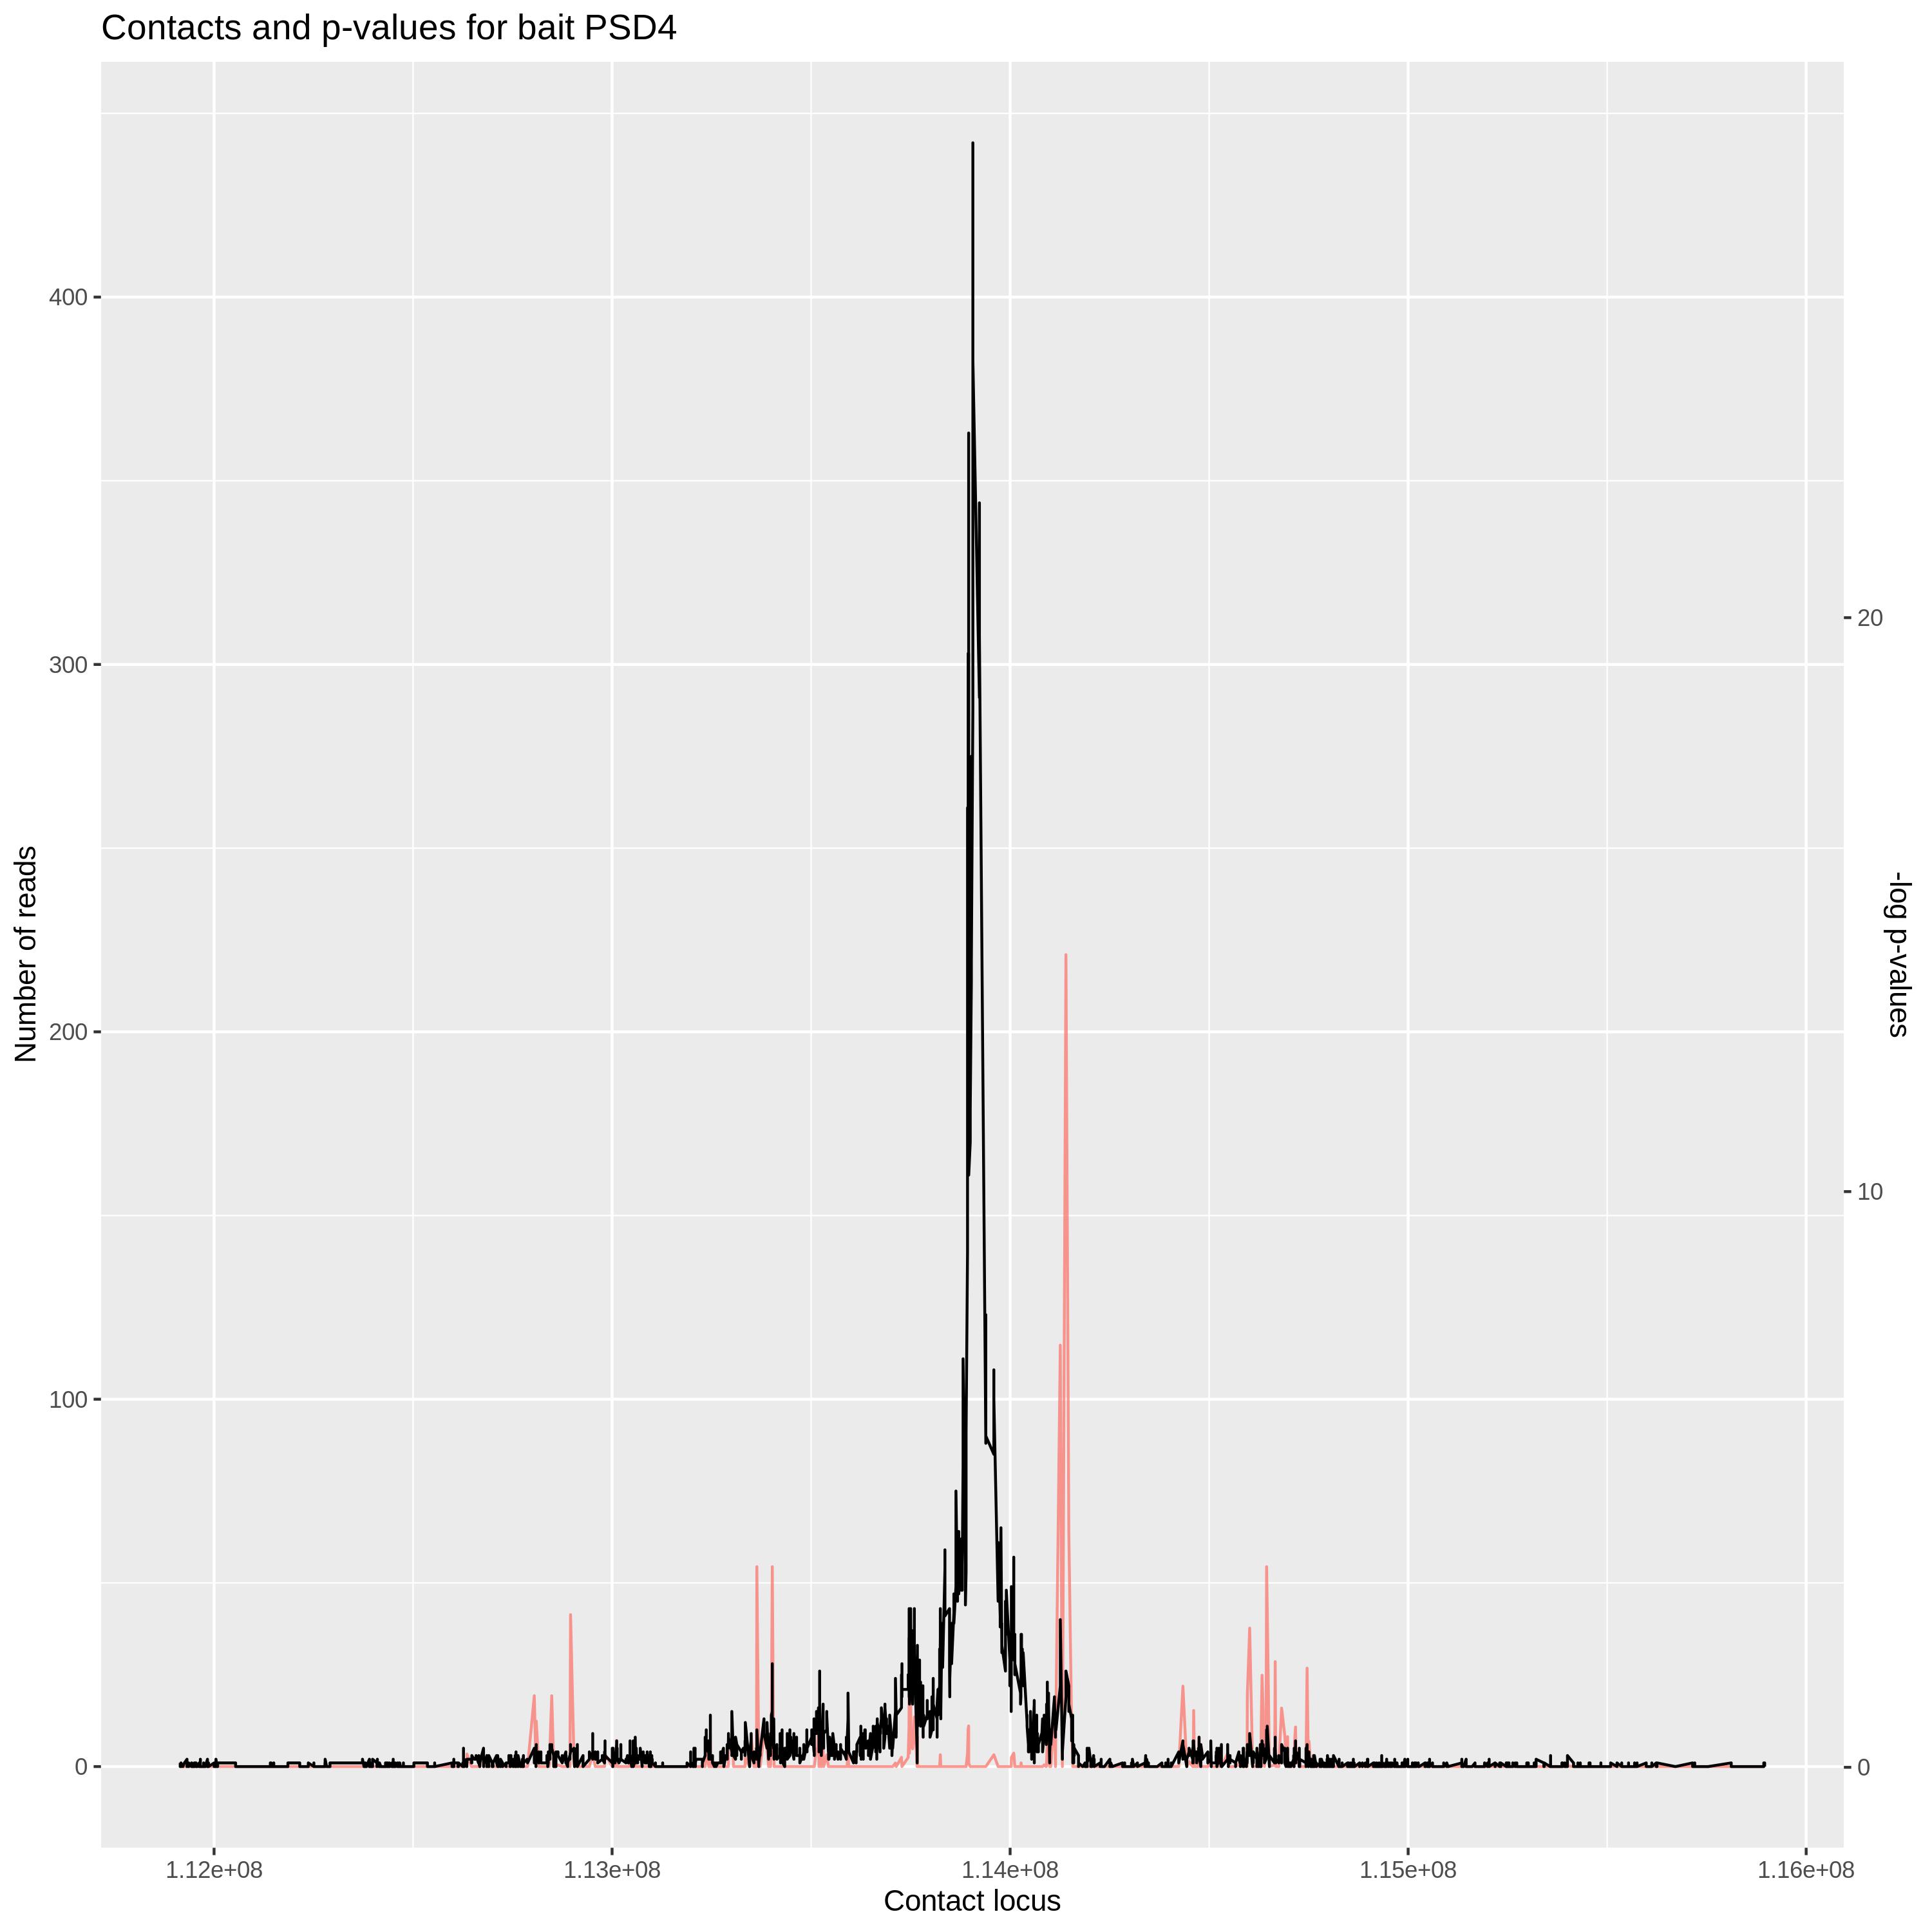 Contacts and p-values for bait PSD4
Number of reads
400
300
200
100
0
20
10
0
-log p-values
1.12e+08
1.13e+08
1.14e+08
1.15e+08
1.16e+08
Contact locus